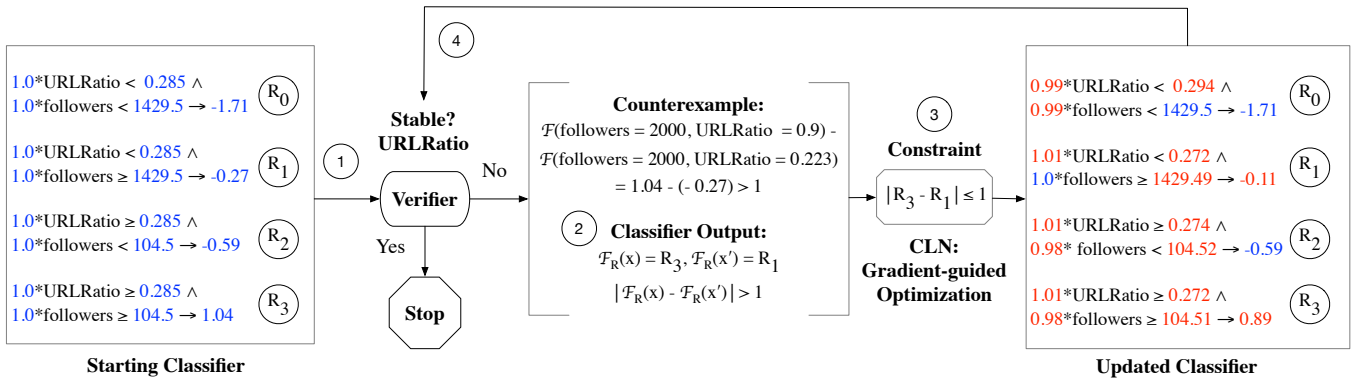 1.0*URLRatio < 0.285 ∧
1.0*followers < 1429.5 → -1.71
R0
1.0*URLRatio < 0.285 ∧
1.0*followers ≥ 1429.5 → -0.27
R1
1.0*URLRatio ≥ 0.285 ∧
1.0*followers < 104.5 → -0.59
R2
1.0*URLRatio ≥ 0.285 ∧
1.0*followers ≥ 104.5 → 1.04
R3
Starting Classifier
1
4
Stable?
URLRatio
Verifier
No
Yes
Stop
Counterexample:
ℱ(followers = 2000, URLRatio = 0.9) -
ℱ(followers = 2000, URLRatio = 0.223)
= 1.04 - (- 0.27) > 1
2
Classifier Output:
ℱR(x) = R3, ℱR(x′) = R1
|ℱR(x) - ℱR(x′)| > 1
3
Constraint
|R3 - R1| ≤ 1
CLN:
Gradient-guided
Optimization
0.99*URLRatio < 0.294 ∧
0.99*followers < 1429.5 → -1.71
R0
1.01*URLRatio < 0.272 ∧
1.0*followers ≥ 1429.49 → -0.11
R1
1.01*URLRatio ≥ 0.274 ∧
0.98* followers < 104.52 → -0.59
R2
1.01*URLRatio ≥ 0.272 ∧
0.98*followers ≥ 104.51 → 0.89
R3
Updated Classifier